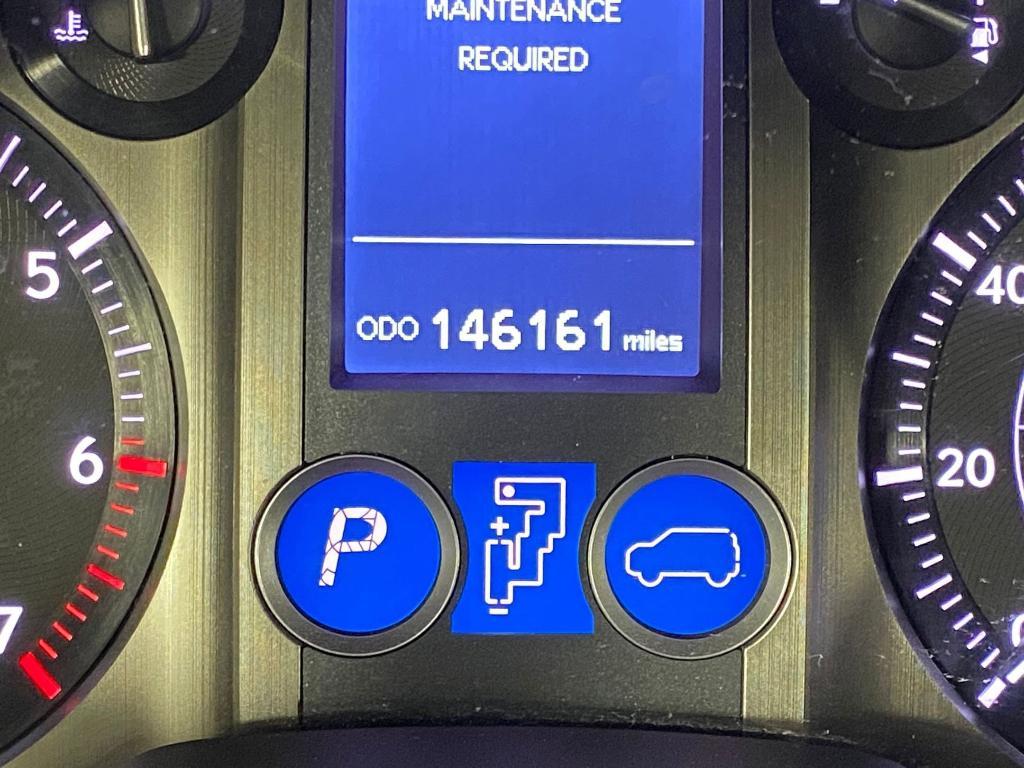 MAINTENANCE
REQUIRED
5
40
ODO 146161 miles
6
20
P
+
-
7